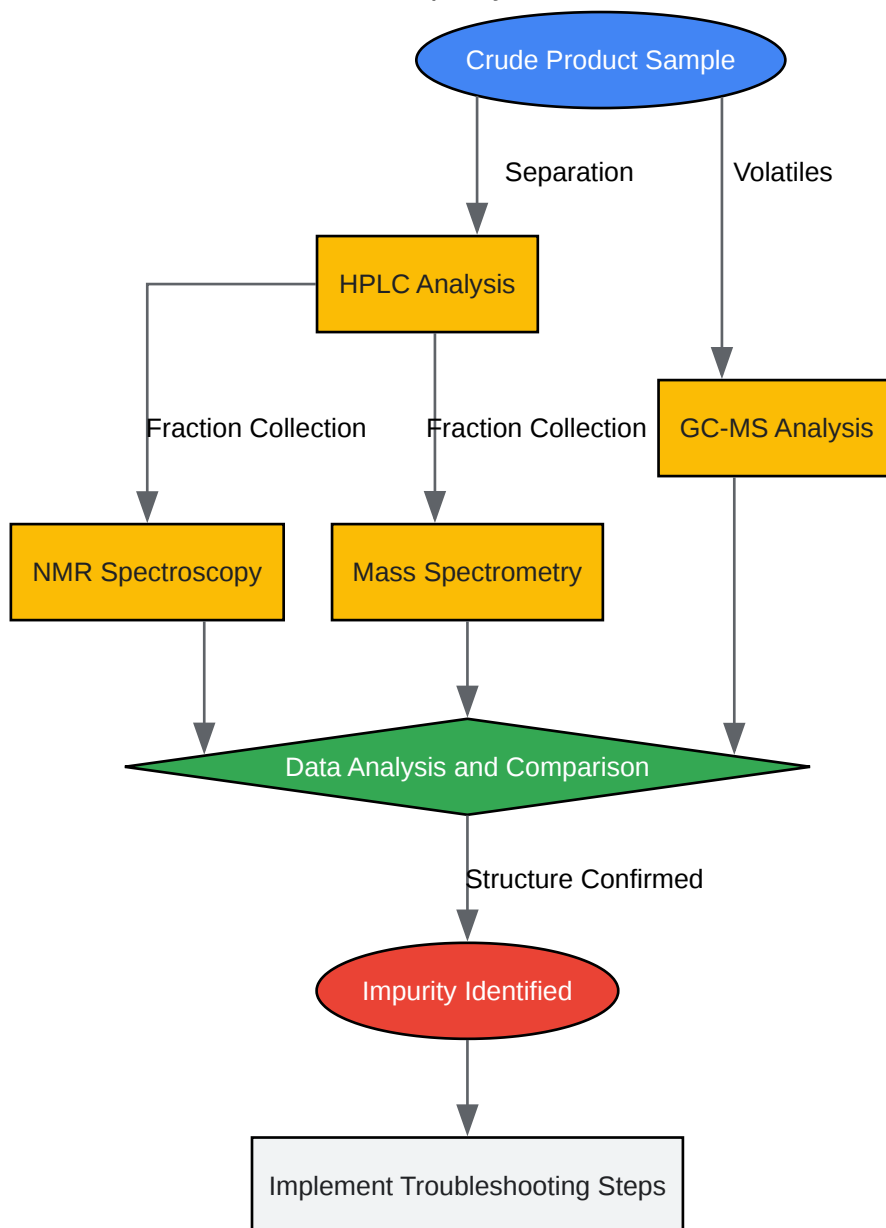 Crude Product Sample
Separation
Volatiles
HPLC Analysis
Fraction Collection
Fraction Collection
GC-MS Analysis
NMR Spectroscopy
Mass Spectrometry
Data Analysis and Comparison
Structure Confirmed
Impurity Identified
Implement Troubleshooting Steps